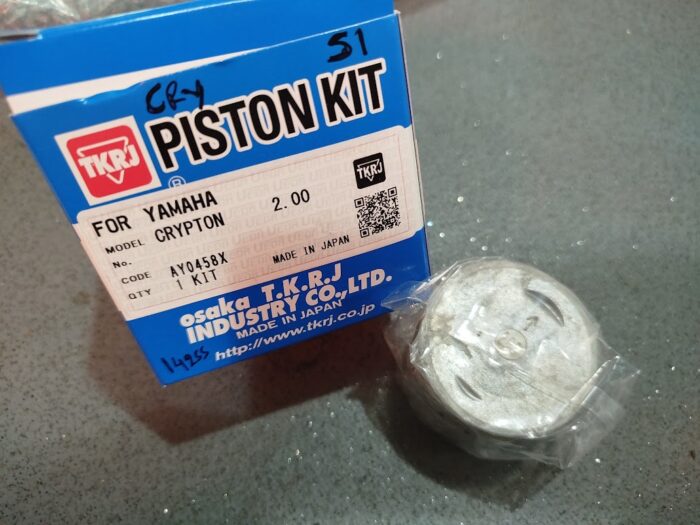 51
CRY
PISTON KIT
TKRJ
®
TKRJ
FOR YAMAHA 2.00
MODEL CRYPTON
No.
CODE AY0458X MADE IN JAPAN
QTY 1 KIT
osaka T.K.R.J
INDUSTRY CO.,LTD.
MADE IN JAPAN
http://www.tkrj.co.jp